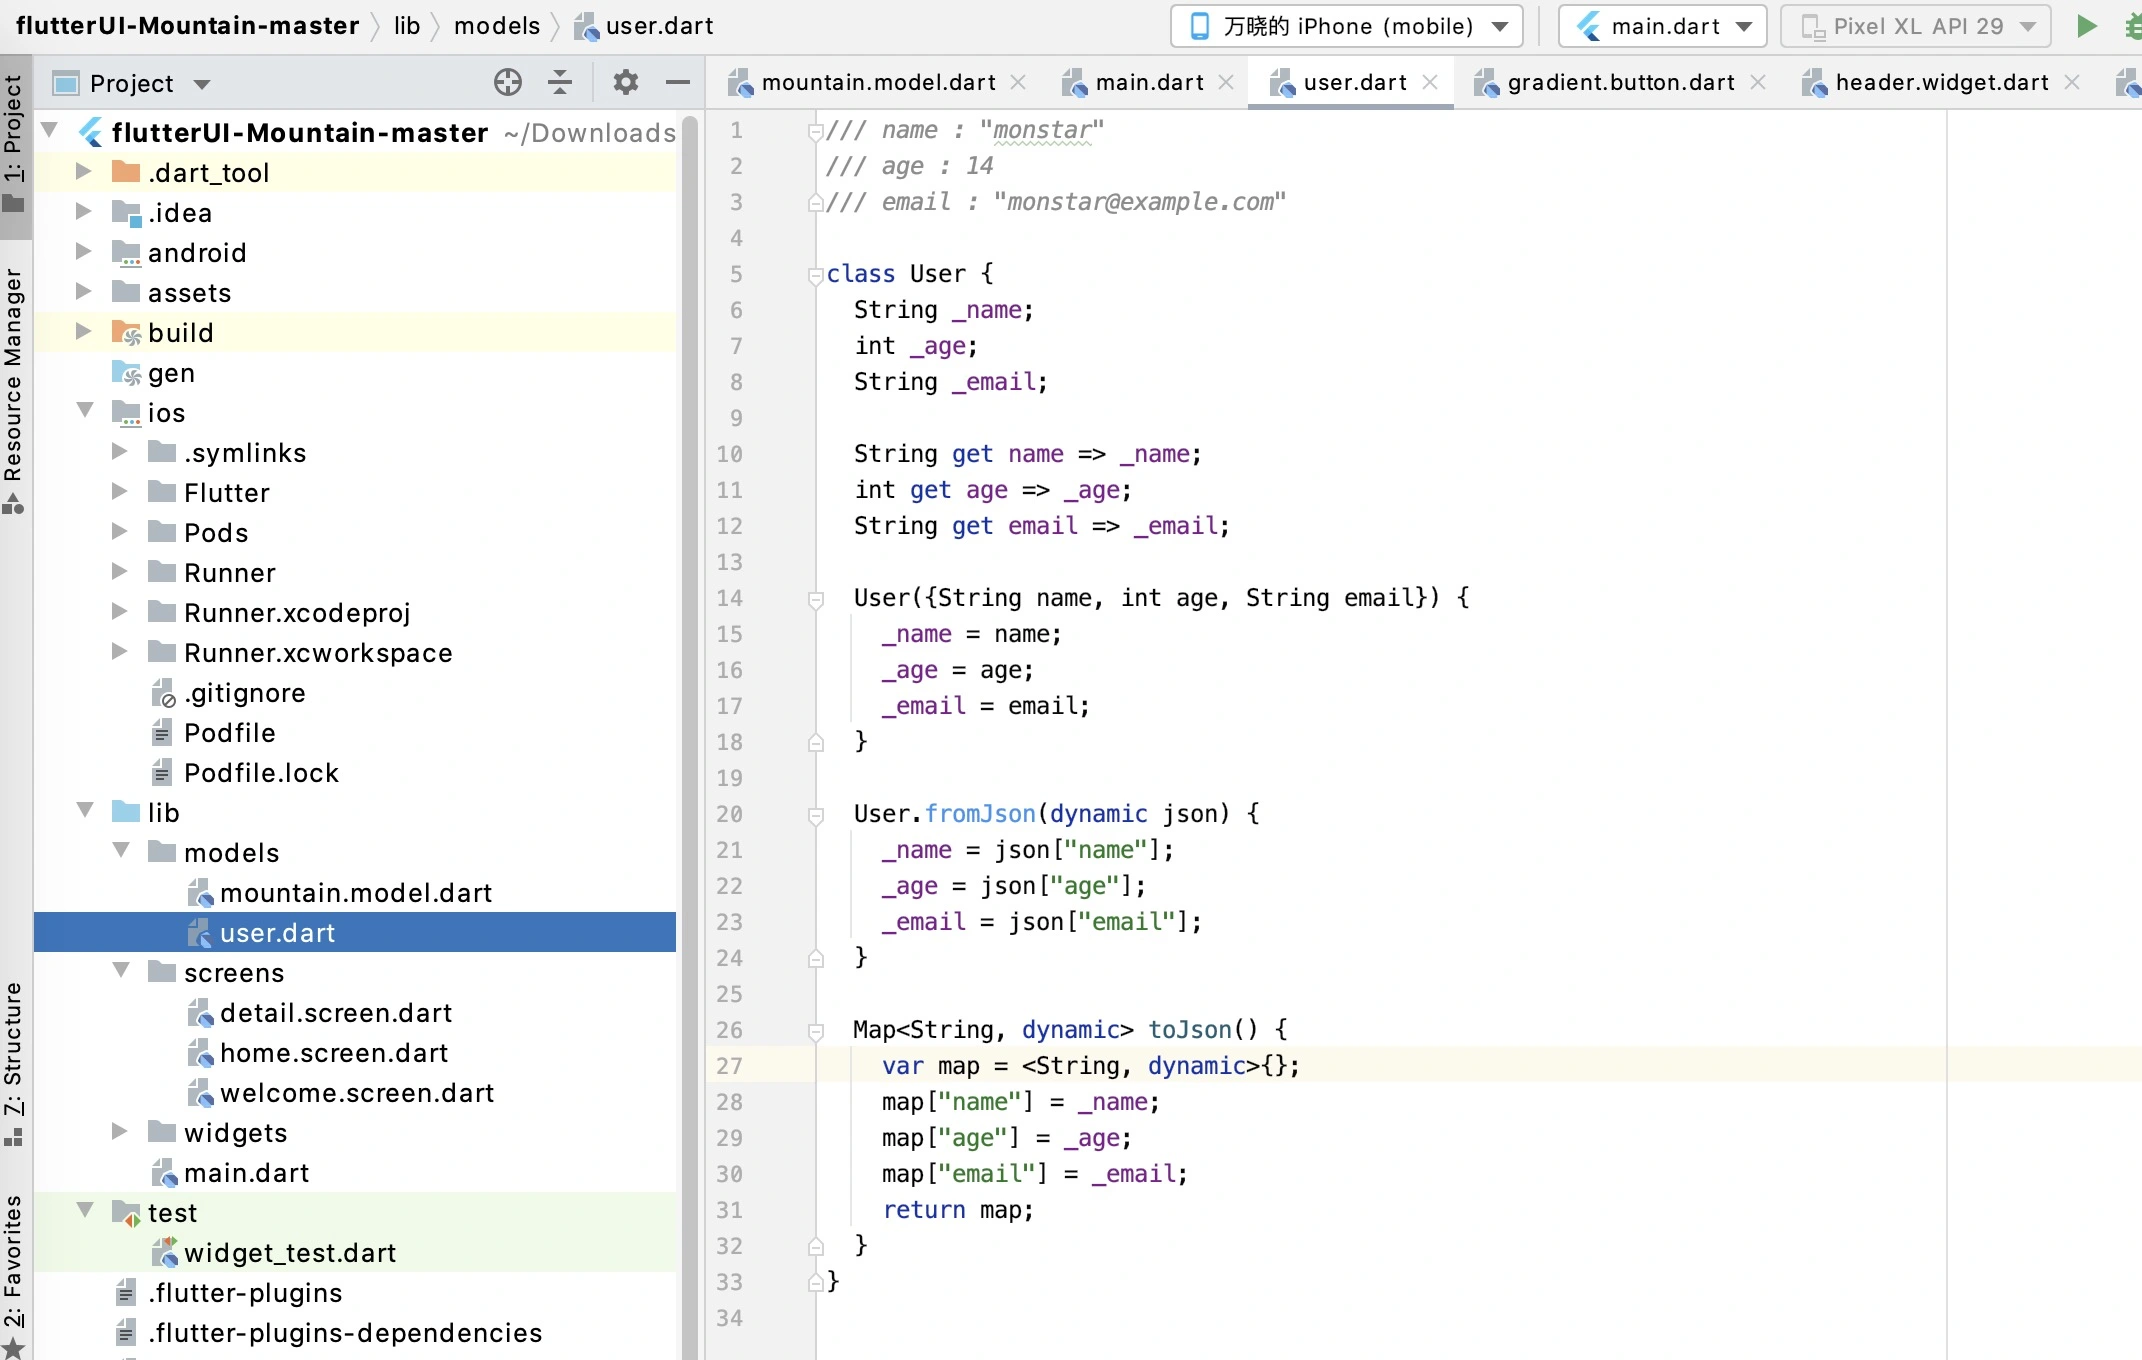 flutterUI-Mountain-master lib models user.dart 万晓的 iPhone (mobile) main.dart Pixel XL API 29
1: Project
Resource Manager
7: Structure
2: Favorites
Project
flutterUI-Mountain-master ~/Downloads
.dart_tool
.idea
android
assets
build
gen
ios
.symlinks
Flutter
Pods
Runner
Runner.xcodeproj
Runner.xcworkspace
.gitignore
Podfile
Podfile.lock
lib
models
mountain.model.dart
user.dart
screens
detail.screen.dart
home.screen.dart
welcome.screen.dart
widgets
main.dart
test
widget_test.dart
.flutter-plugins
.flutter-plugins-dependencies
mountain.model.dart main.dart user.dart gradient.button.dart header.widget.dart
1 /// name : "monstar"
2 /// age : 14
3 /// email : "monstar@example.com"
4
5 class User {
6 String _name;
7 int _age;
8 String _email;
9
10 String get name => _name;
11 int get age => _age;
12 String get email => _email;
13
14 User({String name, int age, String email}) {
15 _name = name;
16 _age = age;
17 _email = email;
18 }
19
20 User.fromJson(dynamic json) {
21 _name = json["name"];
22 _age = json["age"];
23 _email = json["email"];
24 }
25
26 Map<String, dynamic> toJson() {
27 var map = <String, dynamic>{};
28 map["name"] = _name;
29 map["age"] = _age;
30 map["email"] = _email;
31 return map;
32 }
33 }
34